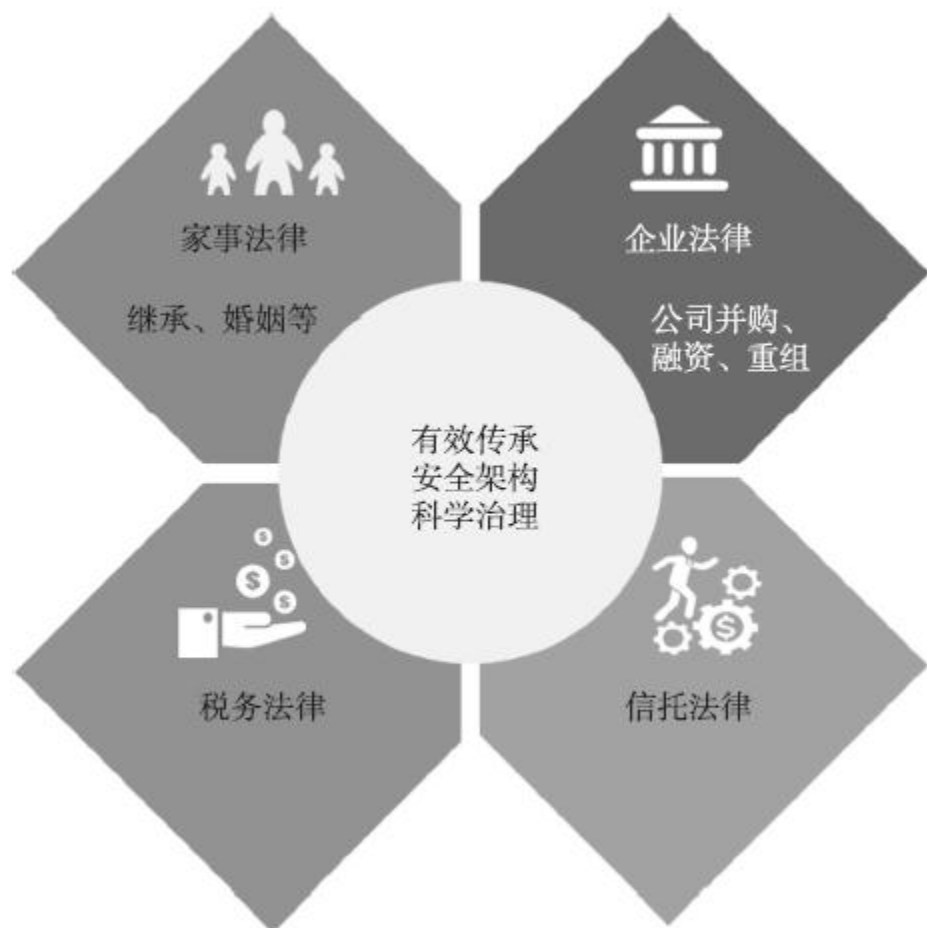 家事法律
继承、婚姻等
企业法律
公司并购、
融资、重组
有效传承
安全架构
科学治理
$
$
$
$
税务法律
$
信托法律